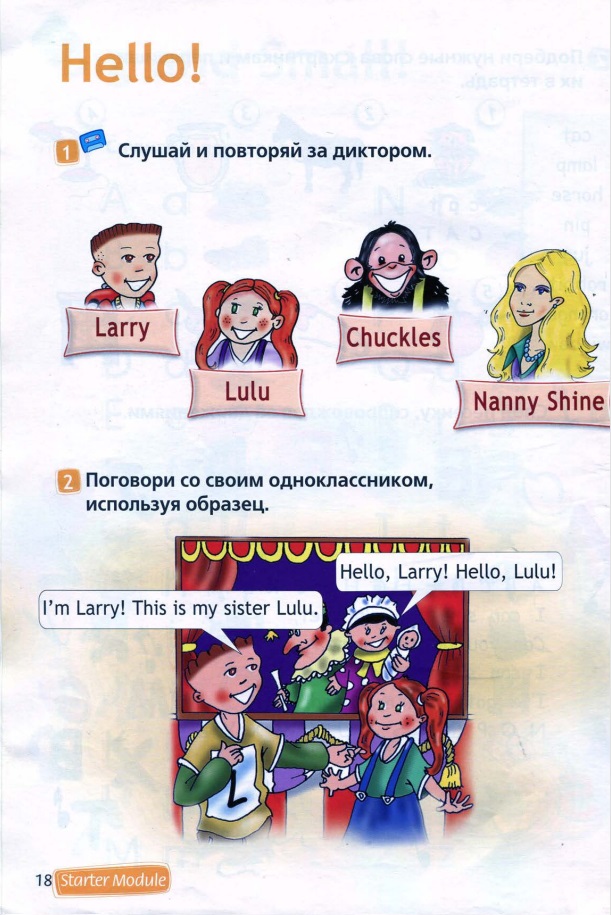 Hello!
1 Слушай и повторяй за диктором.
Larry
Lulu
Chuckles
Nanny Shine
2 Поговори со своим одноклассником,
используя образец.
Hello, Larry! Hello, Lulu!
I'm Larry! This is my sister Lulu.
L
18 Starter Module